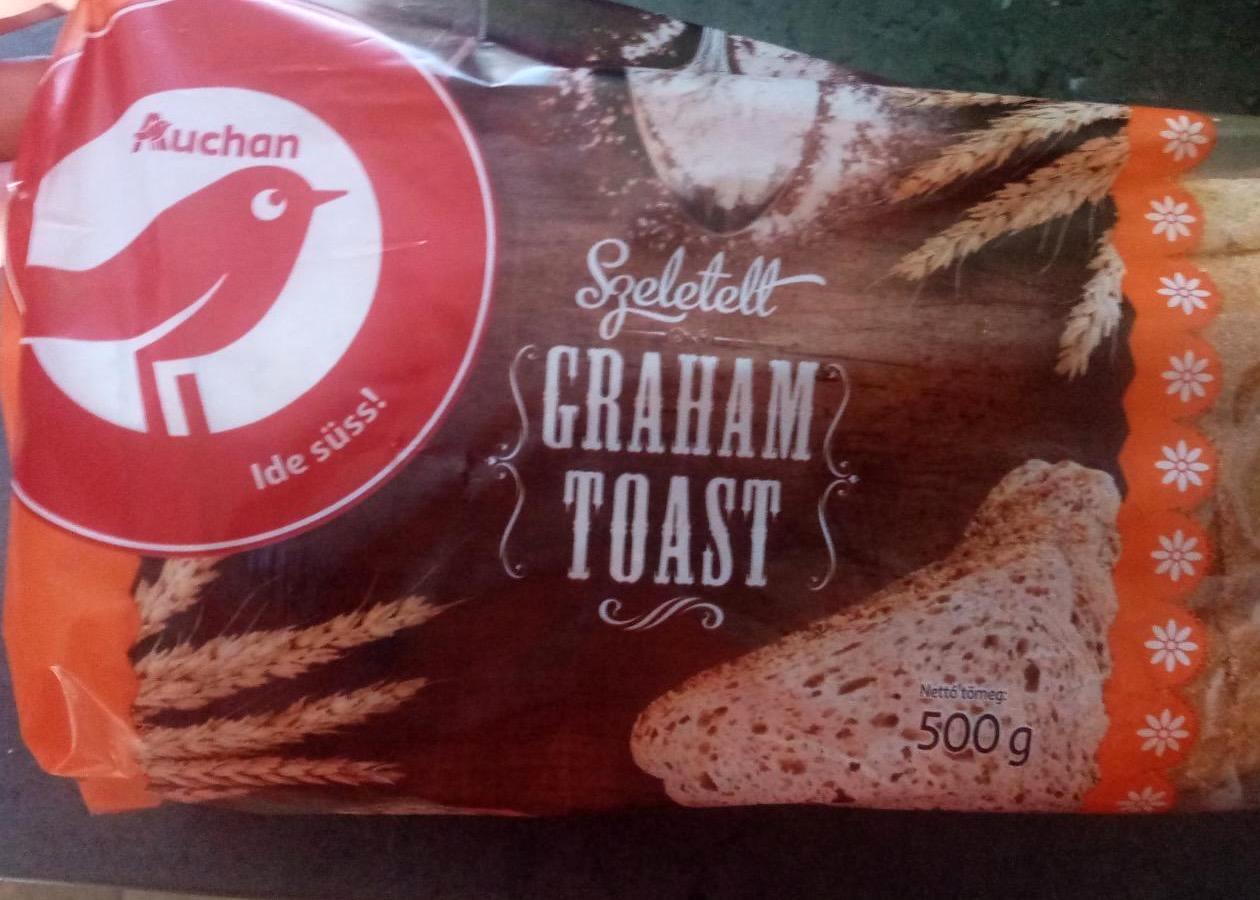 Auchan
Ide süss!
Szeletelt
GRAHAM
TOAST
Nettó tömeg:
500 g